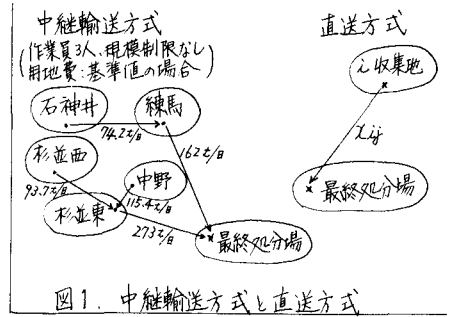 中継輸送方式
(作業員3人、規模制限なし
用地費:基準値の場合)
石神井
練馬
74.2t/日
162t/日
杉並西
93.7t/日
中野
115.4t/日
杉並東
273t/日
最終処分場
直送方式
i収集地
xij
最終処分場
図1. 中継輸送方式と直送方式